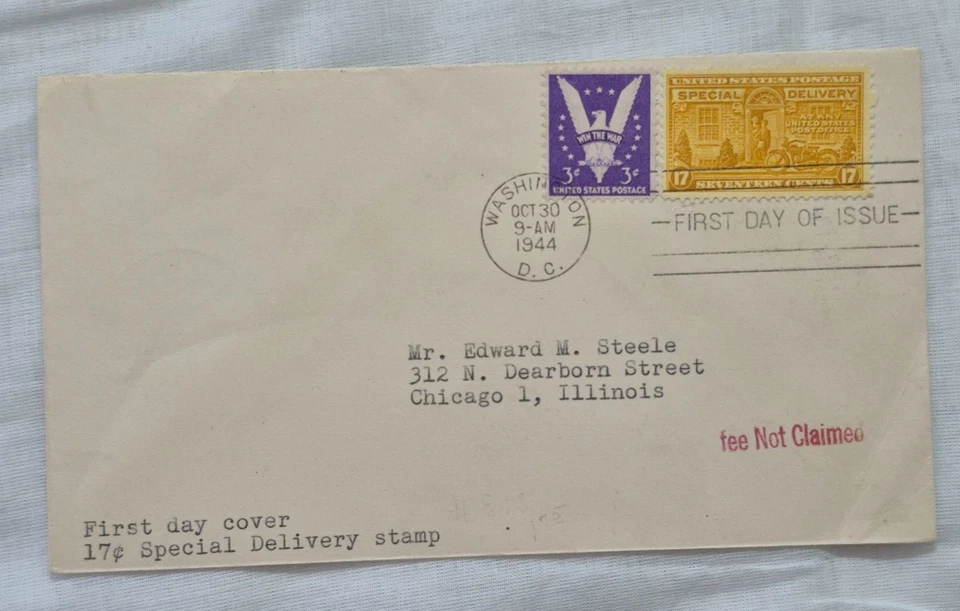 WIN THE WAR
3¢ 3¢
UNITED STATES POSTAGE
UNITED STATES POSTAGE
SPECIAL DELIVERY
AT ANY
UNITED STATES
POST OFFICE
17 SEVENTEEN CENTS 17
WASHINGTON
OCT 30
9-AM
1944
D. C.
FIRST DAY OF ISSUE
Mr. Edward M. Steele
312 N. Dearborn Street
Chicago 1, Illinois
fee Not Claimed
First day cover
17¢ Special Delivery stamp